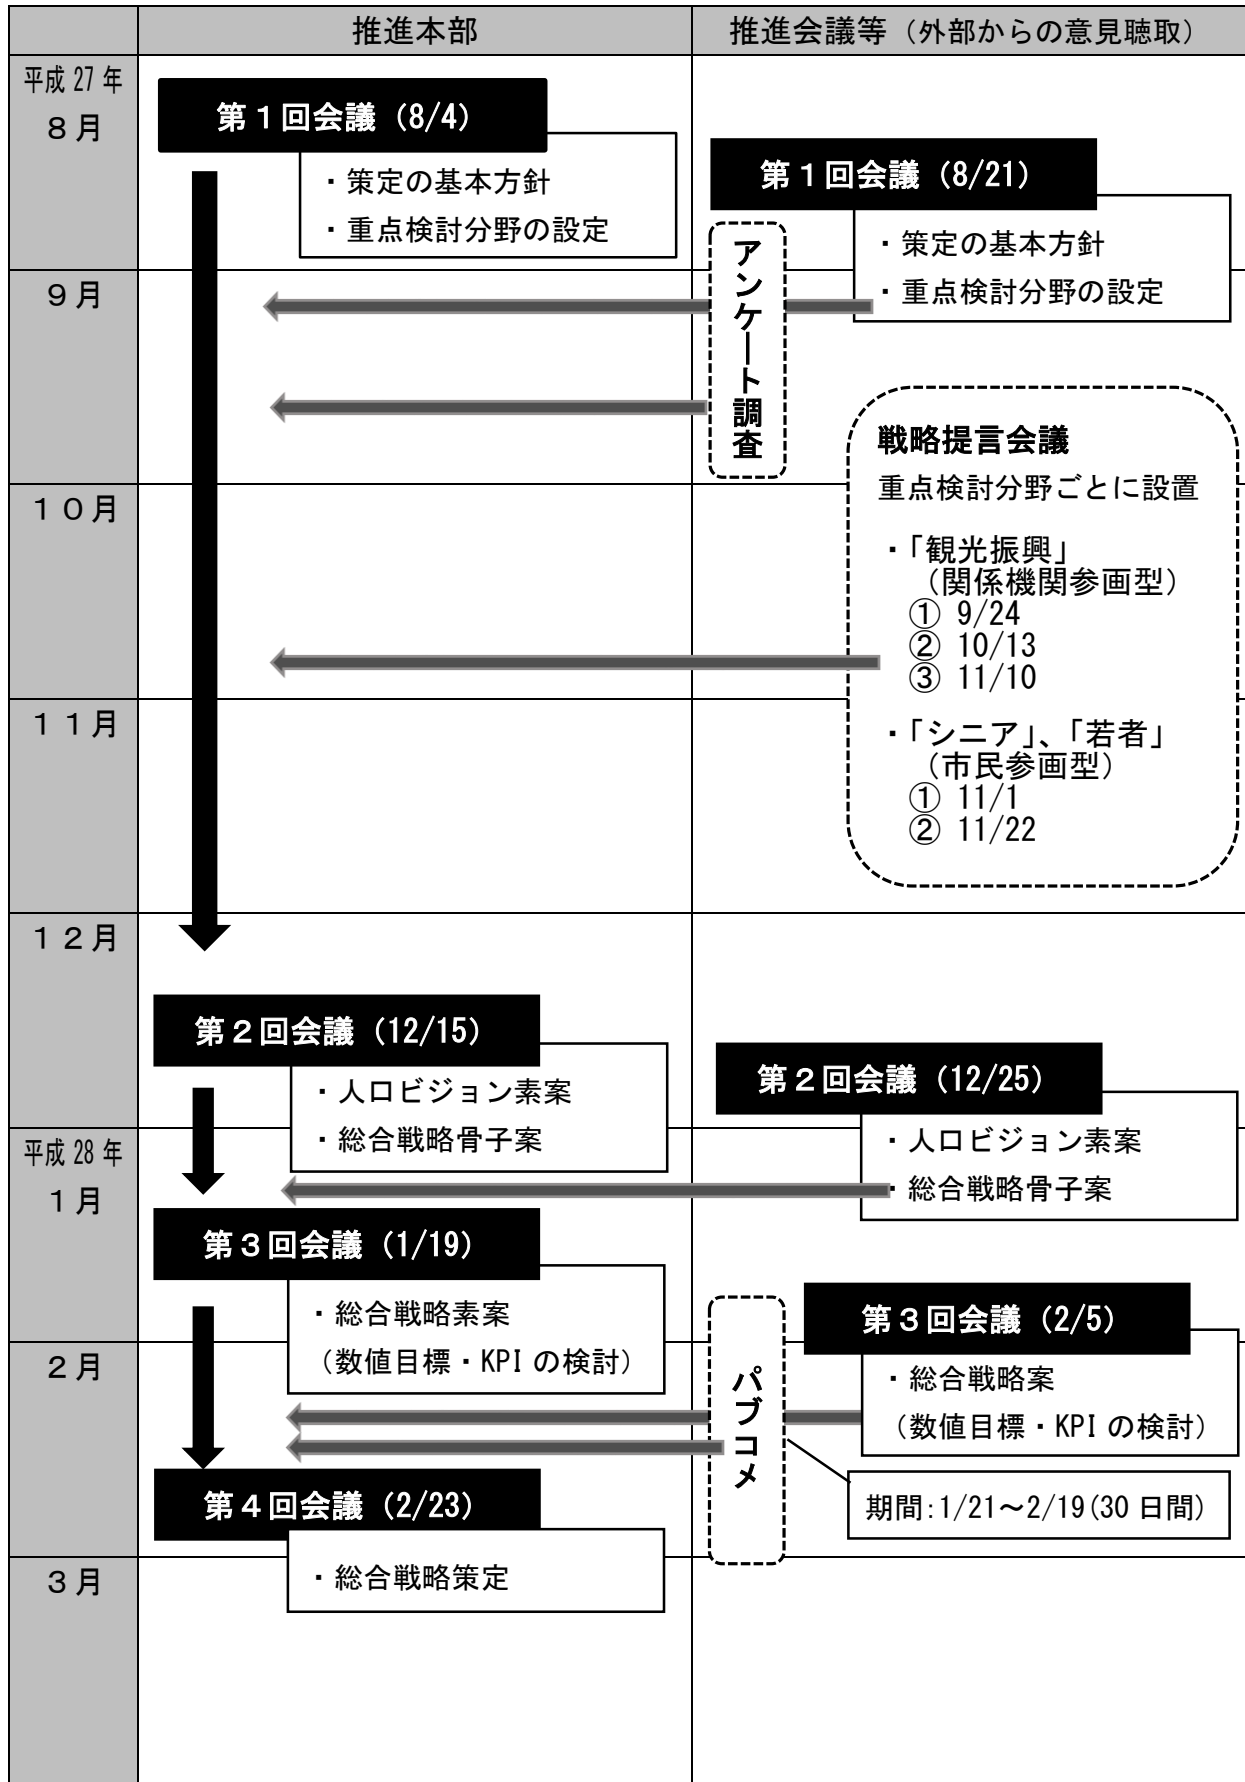 推進本部
推進会議等（外部からの意見聴取）
平成 27 年
８月
第１回会議（8/4）
・策定の基本方針
・重点検討分野の設定
第１回会議（8/21）
・策定の基本方針
・重点検討分野の設定
アンケート調査
９月
戦略提言会議
重点検討分野ごとに設置
・「観光振興」
（関係機関参画型）
① 9/24
② 10/13
③ 11/10
・「シニア」、「若者」
（市民参画型）
① 11/1
② 11/22
１０月
１１月
１２月
第２回会議（12/15）
・人口ビジョン素案
・総合戦略骨子案
第２回会議（12/25）
・人口ビジョン素案
・総合戦略骨子案
平成 28 年
１月
第３回会議（1/19）
・総合戦略素案
（数値目標・KPI の検討）
パブコメ
第３回会議（2/5）
・総合戦略案
（数値目標・KPI の検討）
期間:1/21～2/19(30 日間)
２月
第４回会議（2/23）
・総合戦略策定
３月